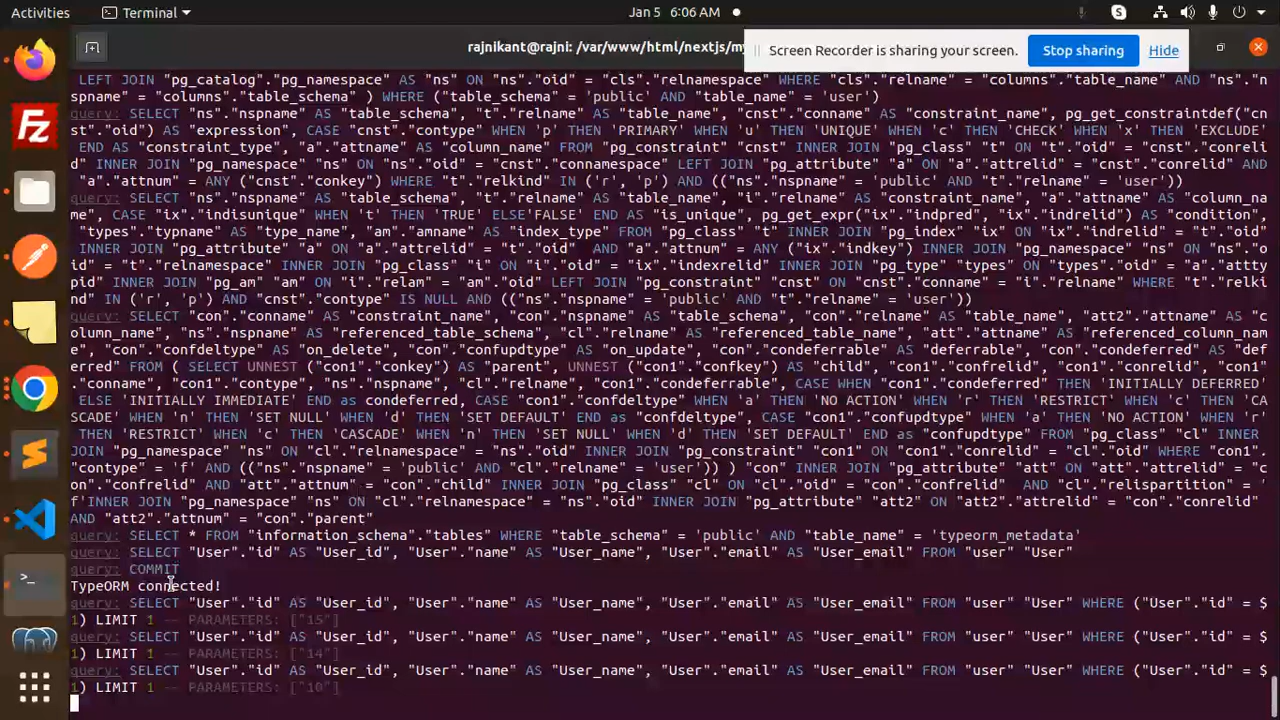 Activities
Terminal
Jan 5 6:06 AM
rajnikant@rajni: /var/www/html/nextjs/my
Screen Recorder is sharing your screen.
Stop sharing
Hide
LEFT JOIN "pg_catalog"."pg_namespace" AS "ns" ON "ns"."oid" = "cls"."relnamespace" WHERE "cls"."relname" = "columns"."table_name" AND "ns"."n
spname" = "columns"."table_schema" ) WHERE ("table_schema" = 'public' AND "table_name" = 'user')
query: SELECT "ns"."nspname" AS "table_schema", "t"."relname" AS "table_name", "cnst"."conname" AS "constraint_name", pg_get_constraintdef("cn
st"."oid") AS "expression", CASE "cnst"."contype" WHEN 'p' THEN 'PRIMARY' WHEN 'u' THEN 'UNIQUE' WHEN 'c' THEN 'CHECK' WHEN 'x' THEN 'EXCLUDE'
END AS "constraint_type", "a"."attname" AS "column_name" FROM "pg_constraint" "cnst" INNER JOIN "pg_class" "t" ON "t"."oid" = "cnst"."conreli
d" INNER JOIN "pg_namespace" "ns" ON "ns"."oid" = "cnst"."connamespace" LEFT JOIN "pg_attribute" "a" ON "a"."attrelid" = "cnst"."conrelid" AND
"a"."attnum" = ANY ("cnst"."conkey") WHERE "t"."relkind" IN ('r', 'p') AND (("ns"."nspname" = 'public' AND "t"."relname" = 'user'))
query: SELECT "ns"."nspname" AS "table_schema", "t"."relname" AS "table_name", "i"."relname" AS "constraint_name", "a"."attname" AS "column_na
me", CASE "ix"."indisunique" WHEN 't' THEN 'TRUE' ELSE'FALSE' END AS "is_unique", pg_get_expr("ix"."indpred", "ix"."indrelid") AS "condition",
"types"."typname" AS "type_name", "am"."amname" AS "index_type" FROM "pg_class" "t" INNER JOIN "pg_index" "ix" ON "ix"."indrelid" = "t"."oid"
INNER JOIN "pg_attribute" "a" ON "a"."attrelid" = "t"."oid" AND "a"."attnum" = ANY ("ix"."indkey") INNER JOIN "pg_namespace" "ns" ON "ns"."o
id" = "t"."relnamespace" INNER JOIN "pg_class" "i" ON "i"."oid" = "ix"."indexrelid" INNER JOIN "pg_type" "types" ON "types"."oid" = "a"."attty
pid" INNER JOIN "pg_am" "am" ON "i"."relam" = "am"."oid" LEFT JOIN "pg_constraint" "cnst" ON "cnst"."conname" = "i"."relname" WHERE "t"."relki
nd" IN ('r', 'p') AND "cnst"."contype" IS NULL AND (("ns"."nspname" = 'public' AND "t"."relname" = 'user'))
query: SELECT "con"."conname" AS "constraint_name", "con"."nspname" AS "table_schema", "con"."relname" AS "table_name", "att2"."attname" AS "c
olumn_name", "ns"."nspname" AS "referenced_table_schema", "cl"."relname" AS "referenced_table_name", "att"."attname" AS "referenced_column_nam
e", "con"."confdeltype" AS "on_delete", "con"."confupdtype" AS "on_update", "con"."condeferrable" AS "deferrable", "con"."condeferred" AS "def
erred" FROM ( SELECT UNNEST ("con1"."conkey") AS "parent", UNNEST ("con1"."confkey") AS "child", "con1"."confrelid", "con1"."conrelid", "con1"
."conname", "con1"."contype", "ns"."nspname", "cl"."relname", "con1"."condeferrable", CASE WHEN "con1"."condeferred" THEN 'INITIALLY DEFERRED'
ELSE 'INITIALLY IMMEDIATE' END as condeferred, CASE "con1"."confdeltype" WHEN 'a' THEN 'NO ACTION' WHEN 'r' THEN 'RESTRICT' WHEN 'c' THEN 'CA
SCADE' WHEN 'n' THEN 'SET NULL' WHEN 'd' THEN 'SET DEFAULT' END as "confdeltype", CASE "con1"."confupdtype" WHEN 'a' THEN 'NO ACTION' WHEN 'r'
THEN 'RESTRICT' WHEN 'c' THEN 'CASCADE' WHEN 'n' THEN 'SET NULL' WHEN 'd' THEN 'SET DEFAULT' END as "confupdtype" FROM "pg_class" "cl" INNER
JOIN "pg_namespace" "ns" ON "cl"."relnamespace" = "ns"."oid" INNER JOIN "pg_constraint" "con1" ON "con1"."conrelid" = "cl"."oid" WHERE "con1".
"contype" = 'f' AND (("ns"."nspname" = 'public' AND "cl"."relname" = 'user')) ) "con" INNER JOIN "pg_attribute" "att" ON "att"."attrelid" = "c
on"."confrelid" AND "att"."attnum" = "con"."child" INNER JOIN "pg_class" "cl" ON "cl"."oid" = "con"."confrelid" AND "cl"."relispartition" = '
f'INNER JOIN "pg_namespace" "ns" ON "cl"."relnamespace" = "ns"."oid" INNER JOIN "pg_attribute" "att2" ON "att2"."attrelid" = "con"."conrelid"
AND "att2"."attnum" = "con"."parent"
query: SELECT * FROM "information_schema"."tables" WHERE "table_schema" = 'public' AND "table_name" = 'typeorm_metadata'
query: SELECT "User"."id" AS "User_id", "User"."name" AS "User_name", "User"."email" AS "User_email" FROM "user" "User"
query: COMMIT
TypeORM connected!
query: SELECT "User"."id" AS "User_id", "User"."name" AS "User_name", "User"."email" AS "User_email" FROM "user" "User" WHERE ("User"."id" = $
1) LIMIT 1 -- PARAMETERS: ["15"]
query: SELECT "User"."id" AS "User_id", "User"."name" AS "User_name", "User"."email" AS "User_email" FROM "user" "User" WHERE ("User"."id" = $
1) LIMIT 1 -- PARAMETERS: ["14"]
query: SELECT "User"."id" AS "User_id", "User"."name" AS "User_name", "User"."email" AS "User_email" FROM "user" "User" WHERE ("User"."id" = $
1) LIMIT 1 -- PARAMETERS: ["10"]